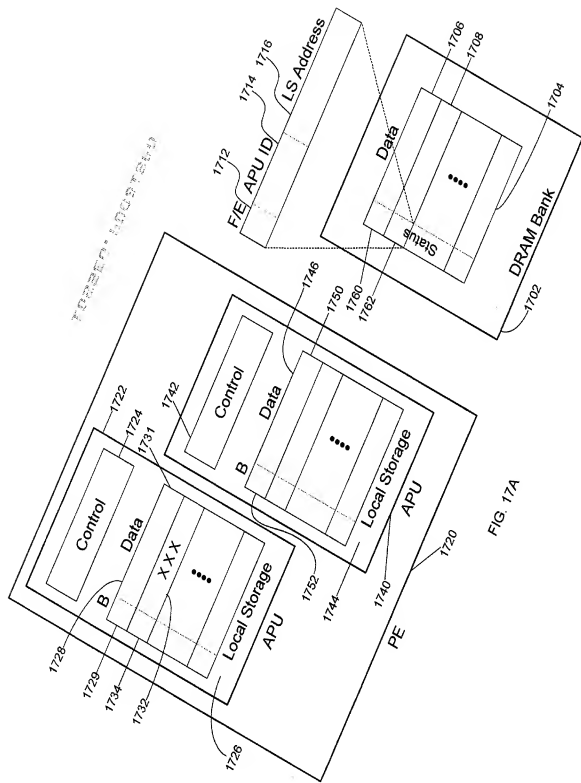 1722
1724
Control
1728
1729
1734
1732
1731
B
Data
X X X
Local Storage
1726
APU
1742
Control
1746
1750
B
Data
Local Storage
1752
1744
APU
1740
PE
1720
1712
1714
1716
F/E
APU ID
LS Address
1706
1708
1704
Data
Status
1760
1762
DRAM Bank
1702
FIG. 17A